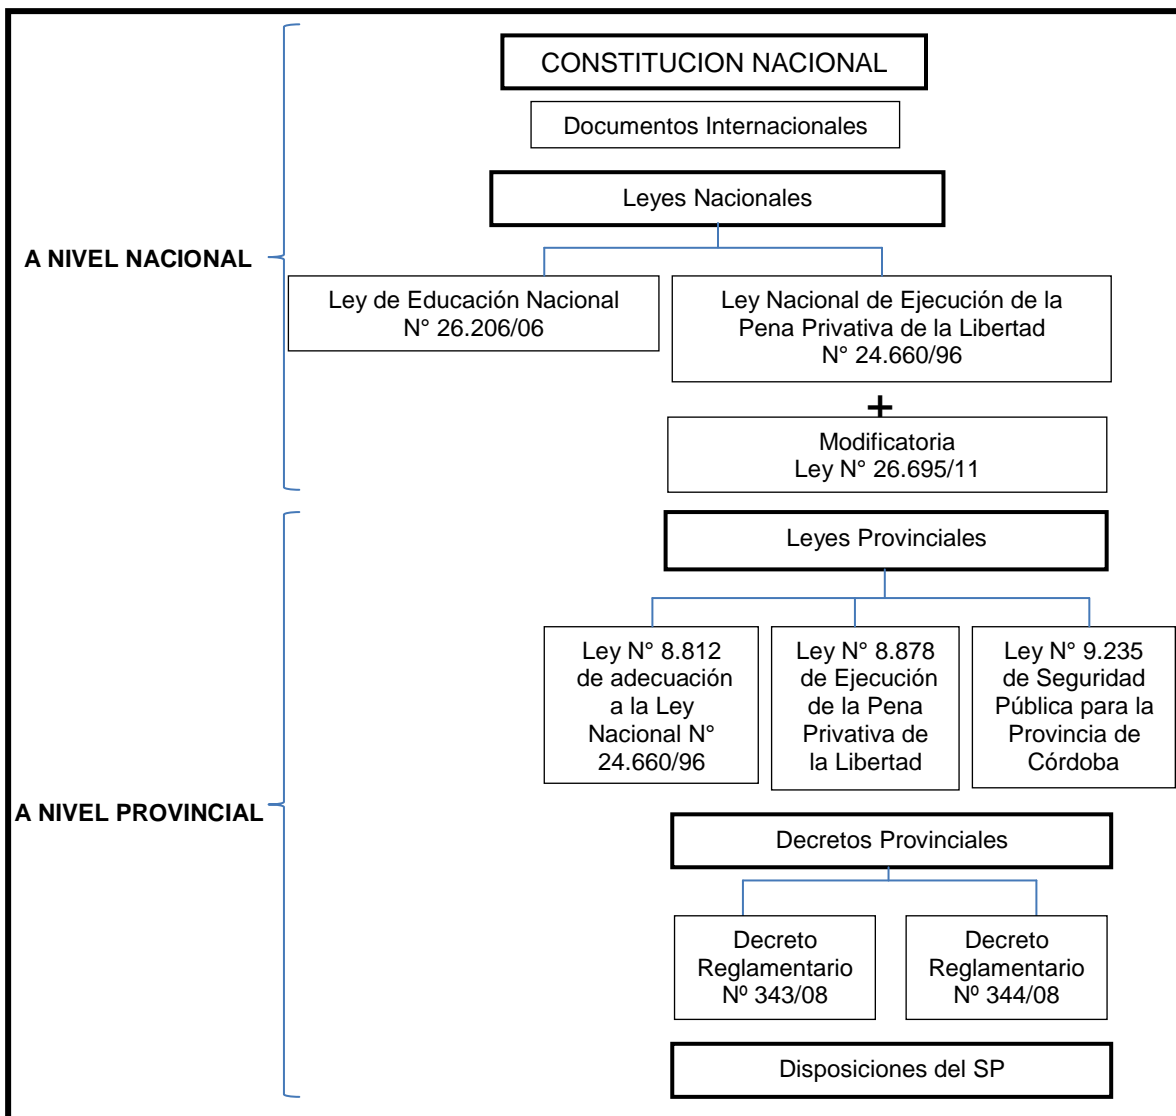 CONSTITUCION NACIONAL
Documentos Internacionales
Leyes Nacionales
A NIVEL NACIONAL
Ley de Educación Nacional
N° 26.206/06
Ley Nacional de Ejecución de la
Pena Privativa de la Libertad
N° 24.660/96
+
Modificatoria
Ley N° 26.695/11
Leyes Provinciales
Ley N° 8.812
de adecuación
a la Ley
Nacional N°
24.660/96
Ley N° 8.878
de Ejecución
de la Pena
Privativa de
la Libertad
Ley N° 9.235
de Seguridad
Pública para la
Provincia de
Córdoba
A NIVEL PROVINCIAL
Decretos Provinciales
Decreto
Reglamentario
Nº 343/08
Decreto
Reglamentario
Nº 344/08
Disposiciones del SP